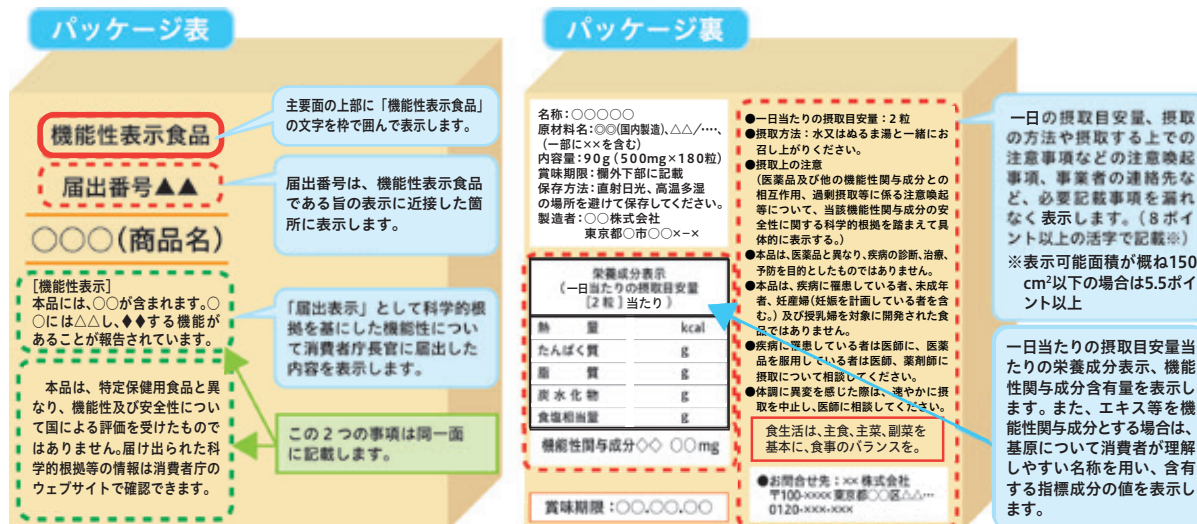 パッケージ表
機能性表示食品
届出番号▲▲
○○○(商品名)
[機能性表示]
本品には、○○が含まれます。○
○には△△し、♦♦する機能が
あることが報告されています。
本品は、特定保健用食品と異
なり、機能性及び安全性につい
て国による評価を受けたもので
はありません。届け出られた科
学的根拠等の情報は消費者庁の
ウェブサイトで確認できます。
主要面の上部に「機能性表示食品」
の文字を枠で囲んで表示します。
届出番号は、機能性表示食品
である旨の表示に近接した箇
所に表示します。
「届出表示」として科学的根
拠を基にした機能性につい
て消費者庁長官に届出した
内容を表示します。
この2つの事項は同一面
に記載します。
パッケージ裏
名称:○○○○○
原材料名:◎◎(国内製造)、△△/…、
(一部に××を含む)
内容量:90g(500mg×180粒)
賞味期限:欄外下部に記載
保存方法:直射日光、高温多湿
の場所を避けて保存してください。
製造者:○○株式会社
東京都○市○○×−×
栄養成分表示
(一日当たりの摂取目安量
[2粒]当たり)
熱量 kcal
たんぱく質 g
脂質 g
炭水化物 g
食塩相当量 g
機能性関与成分◇◇ ○○mg
賞味期限:○○.○○.○○
●一日当たりの摂取目安量:2粒
●摂取方法:水又はぬるま湯と一緒にお
召し上がりください。
●摂取上の注意
(医薬品及び他の機能性関与成分との
相互作用、過剰摂取等に係る注意喚起
等について、当該機能性関与成分の安
全性に関する科学的根拠を踏まえて具
体的に表示する。)
●本品は、医薬品と異なり、疾病の診断、治療、
予防を目的としたものではありません。
●本品は、疾病に罹患している者、未成年
者、妊産婦(妊娠を計画している者を含
む。)及び授乳婦を対象に開発された食
品ではありません。
●疾病に罹患している者は医師に、医薬
品を服用している者は医師、薬剤師に
摂取について相談してください。
●体調に異変を感じた際は、速やかに摂
取を中止し、医師に相談してください。
食生活は、主食、主菜、副菜を
基本に、食事のバランスを。
●お問合せ先:×× 株式会社
〒100-×××× 東京都○○区△△…
0120-×××-×××
一日の摂取目安量、摂取
の方法や摂取する上での
注意事項などの注意喚起
事項、事業者の連絡先な
ど、必要記載事項を漏れ
なく表示します。(8ポイ
ント以上の活字で記載※)
※表示可能面積が概ね150
cm²以下の場合は5.5ポイ
ント以上
一日当たりの摂取目安量当
たりの栄養成分表示、機能
性関与成分含有量を表示し
ます。また、エキス等を機
能性関与成分とする場合は、
基原について消費者が理解
しやすい名称を用い、含有
する指標成分の値を表示し
ます。